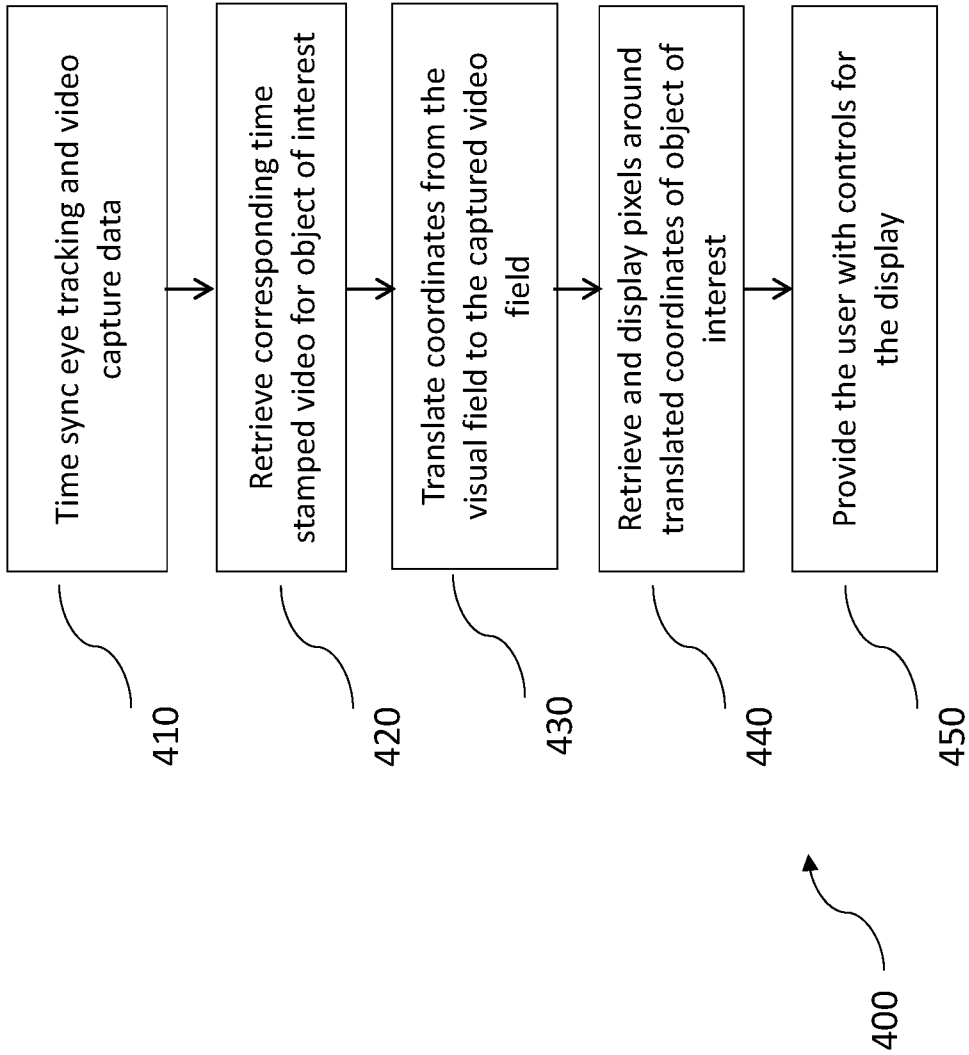 Time sync eye tracking and video
capture data
410
Retrieve corresponding time
stamped video for object of interest
420
Translate coordinates from the
visual field to the captured video
field
430
Retrieve and display pixels around
translated coordinates of object of
interest
440
Provide the user with controls for
the display
450
400